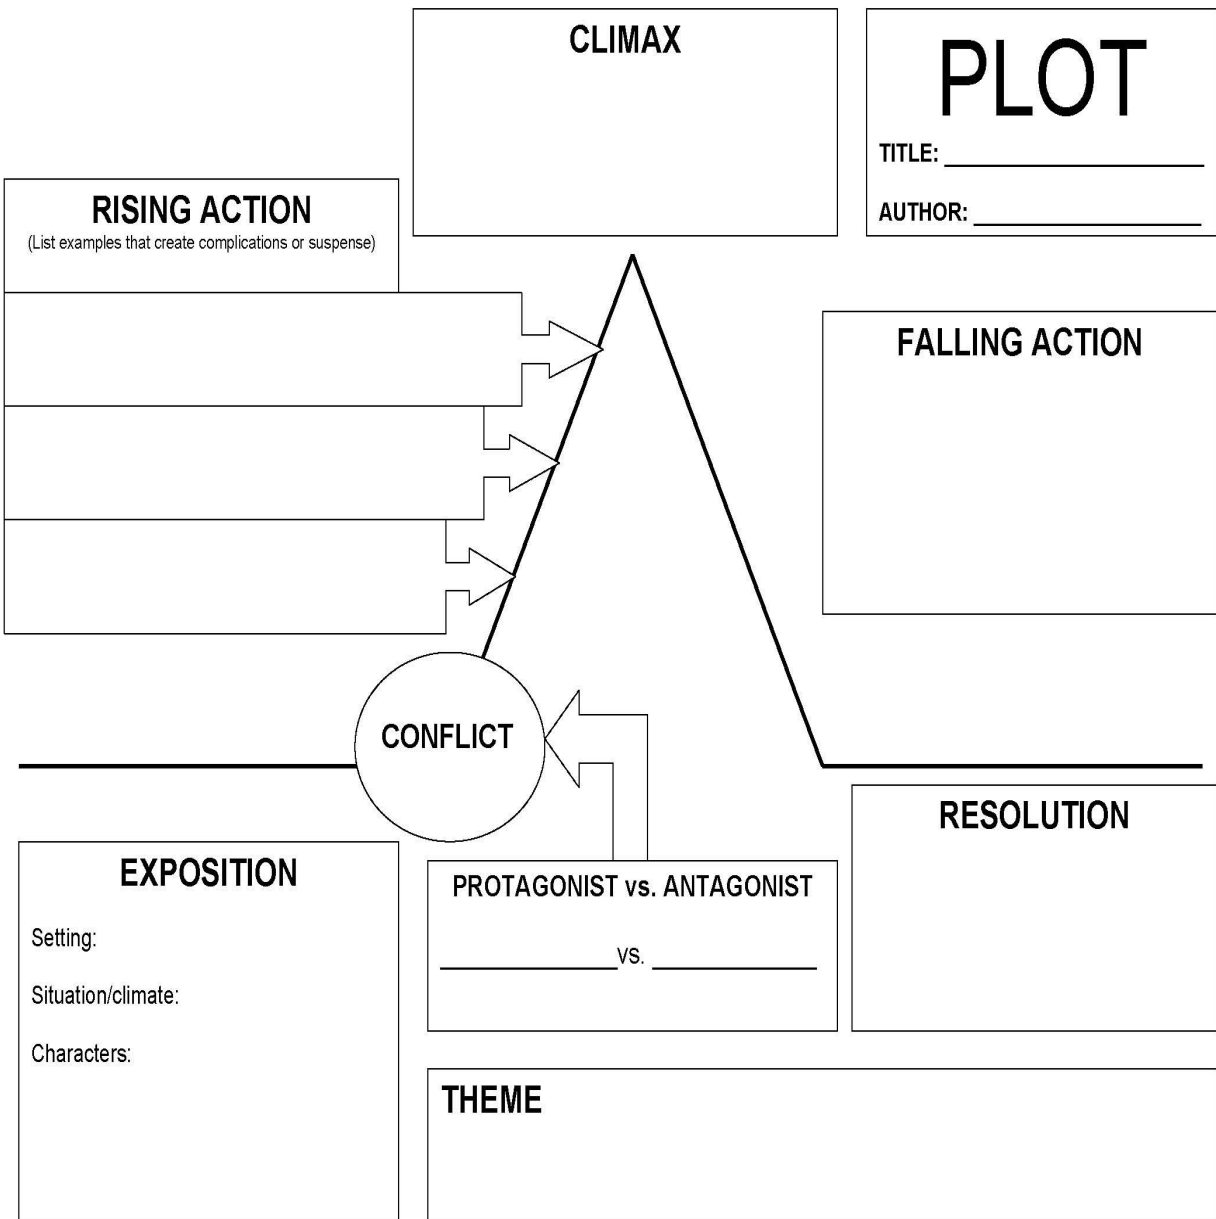 CLIMAX
PLOT
TITLE:
AUTHOR:
RISING ACTION
(List examples that create complications or suspense)
FALLING ACTION
CONFLICT
RESOLUTION
EXPOSITION
Setting:
Situation/climate:
Characters:
PROTAGONIST vs. ANTAGONIST
vs.
THEME